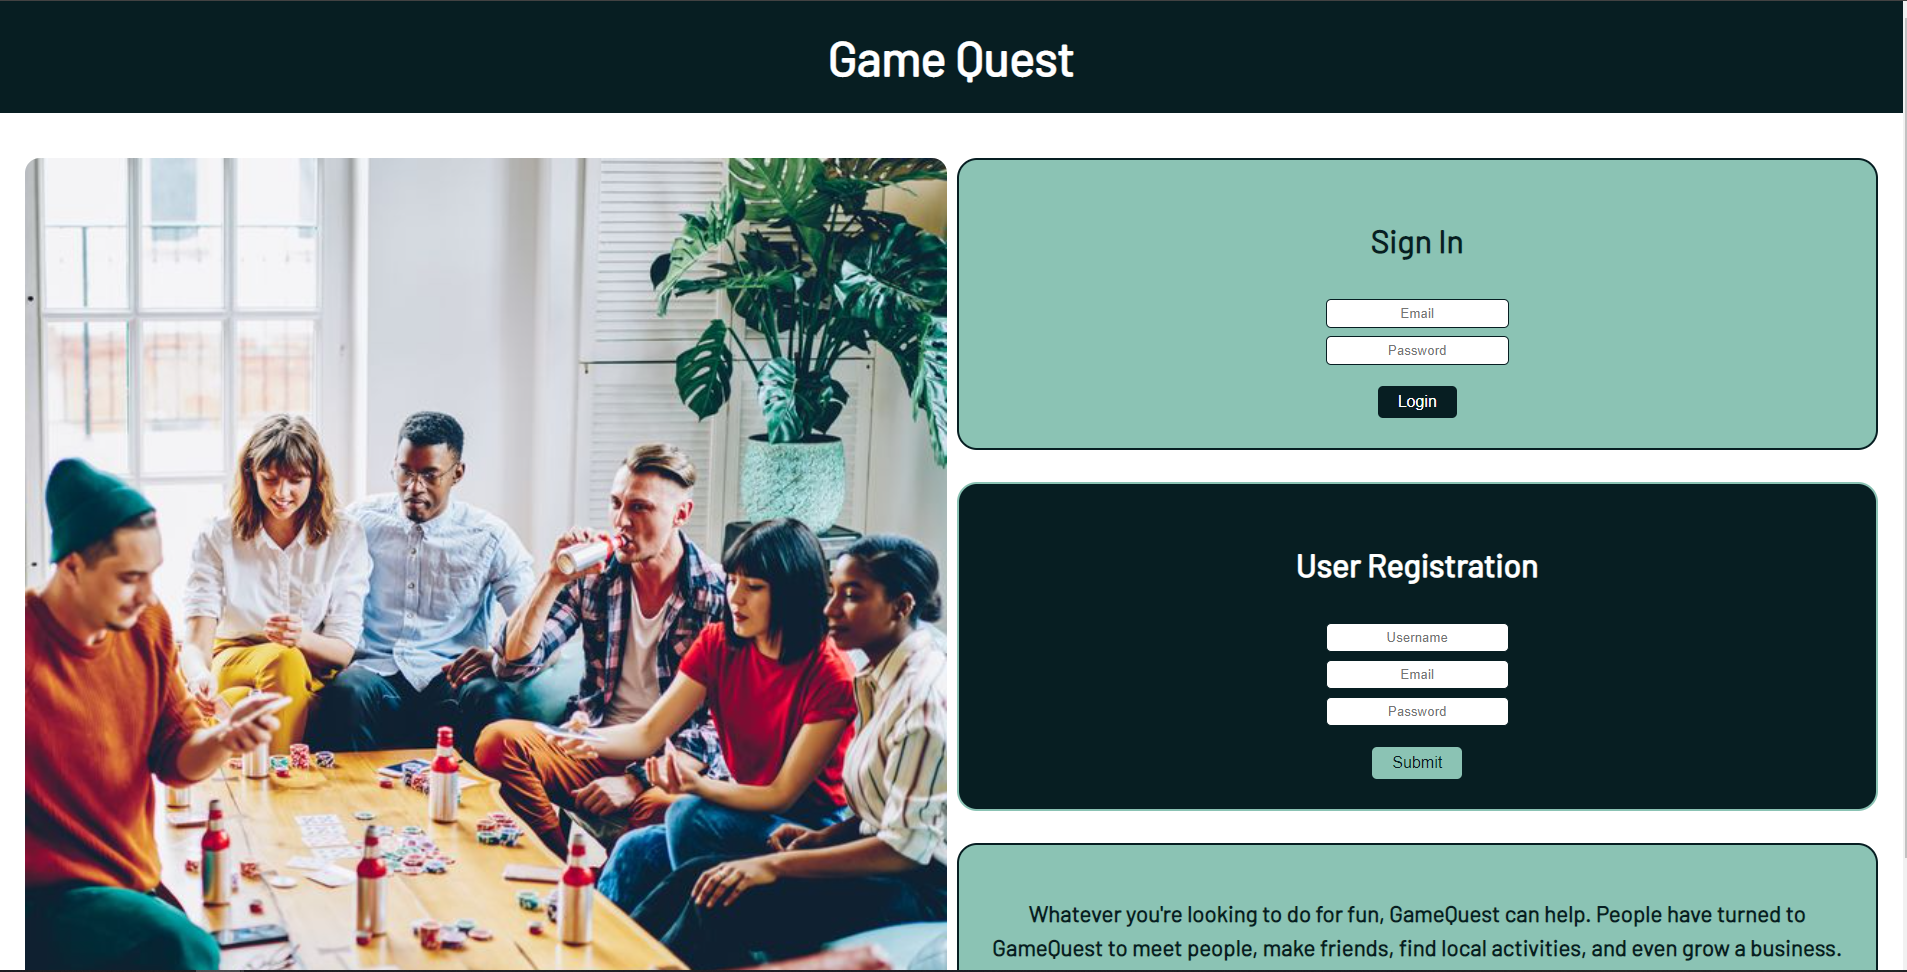 Game Quest
Sign In
Email
Password
Login
User Registration
Username
Email
Password
Submit
Whatever you're looking to do for fun, GameQuest can help. People have turned to
GameQuest to meet people, make friends, find local activities, and even grow a business.